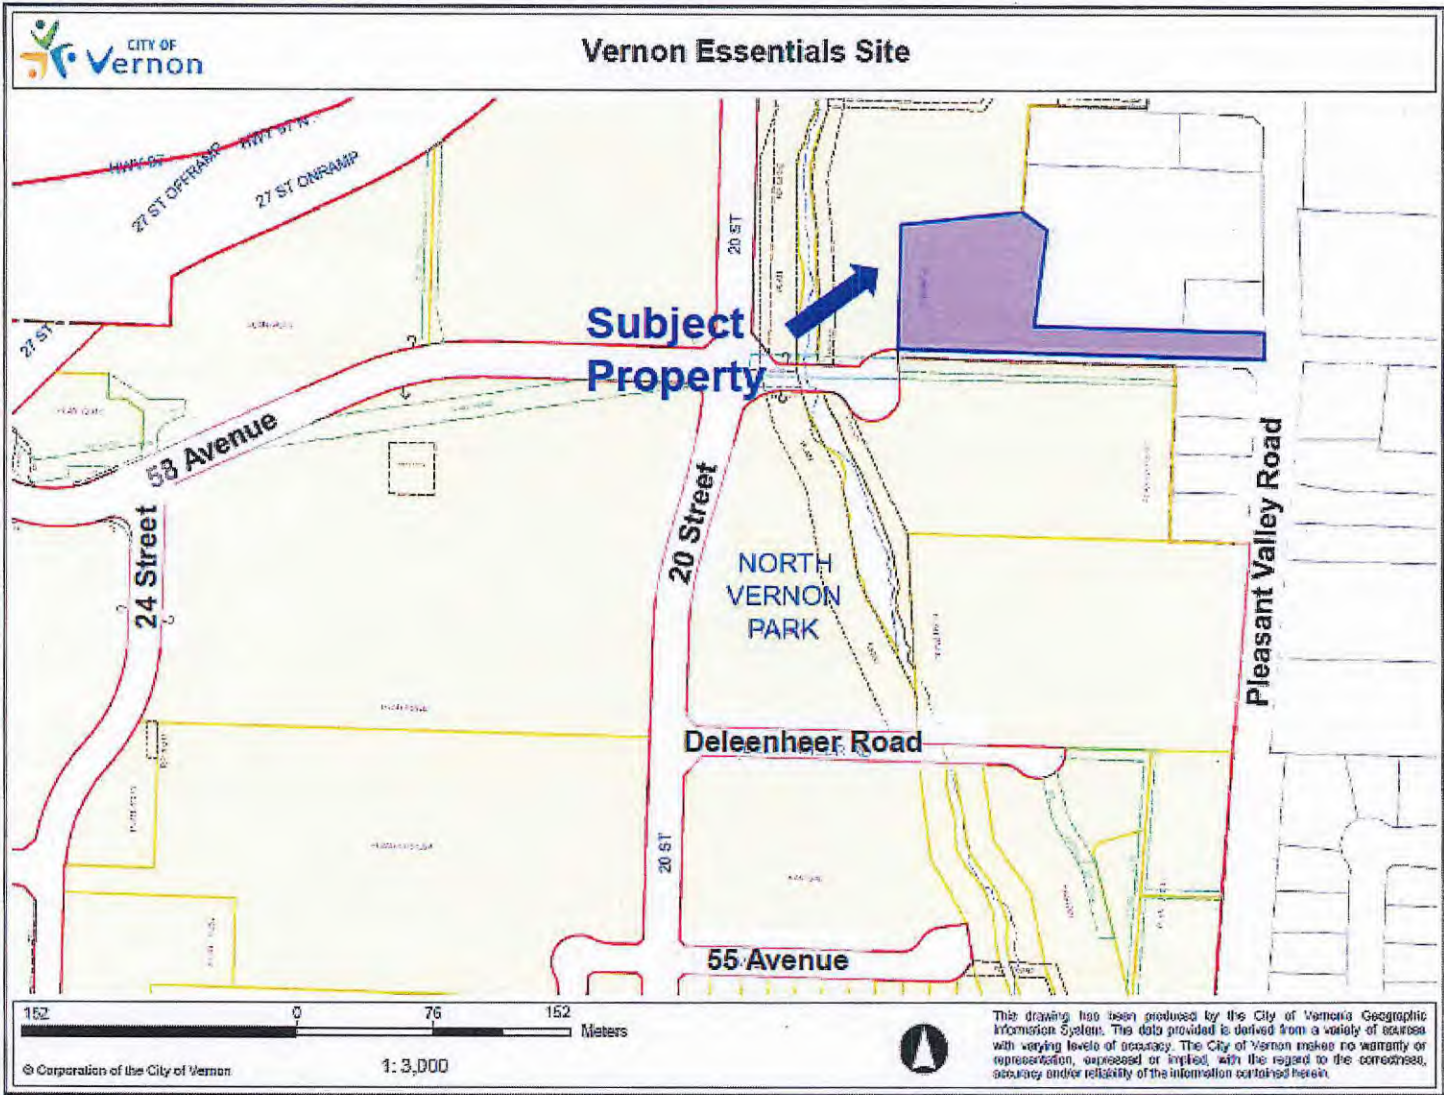 CITY OF
Vernon
Vernon Essentials Site
HWY 97
HWY 97 N
27 ST OFFRAMP
27 ST ONRAMP
20 ST
27 ST
Subject
Property
58 Avenue
24 Street
20 Street
NORTH
VERNON
PARK
Pleasant Valley Road
Deleenheer Road
20 ST
55 Avenue
152 0 76 152
Meters
1: 3,000
© Corporation of the City of Vernon
This drawing has been produced by the City of Vernon's Geographic
Information System. The data provided is derived from a variety of sources
with varying levels of accuracy. The City of Vernon makes no warranty or
representation, expressed or implied, with the regard to the correctness,
accuracy and/or reliability of the information contained herein.